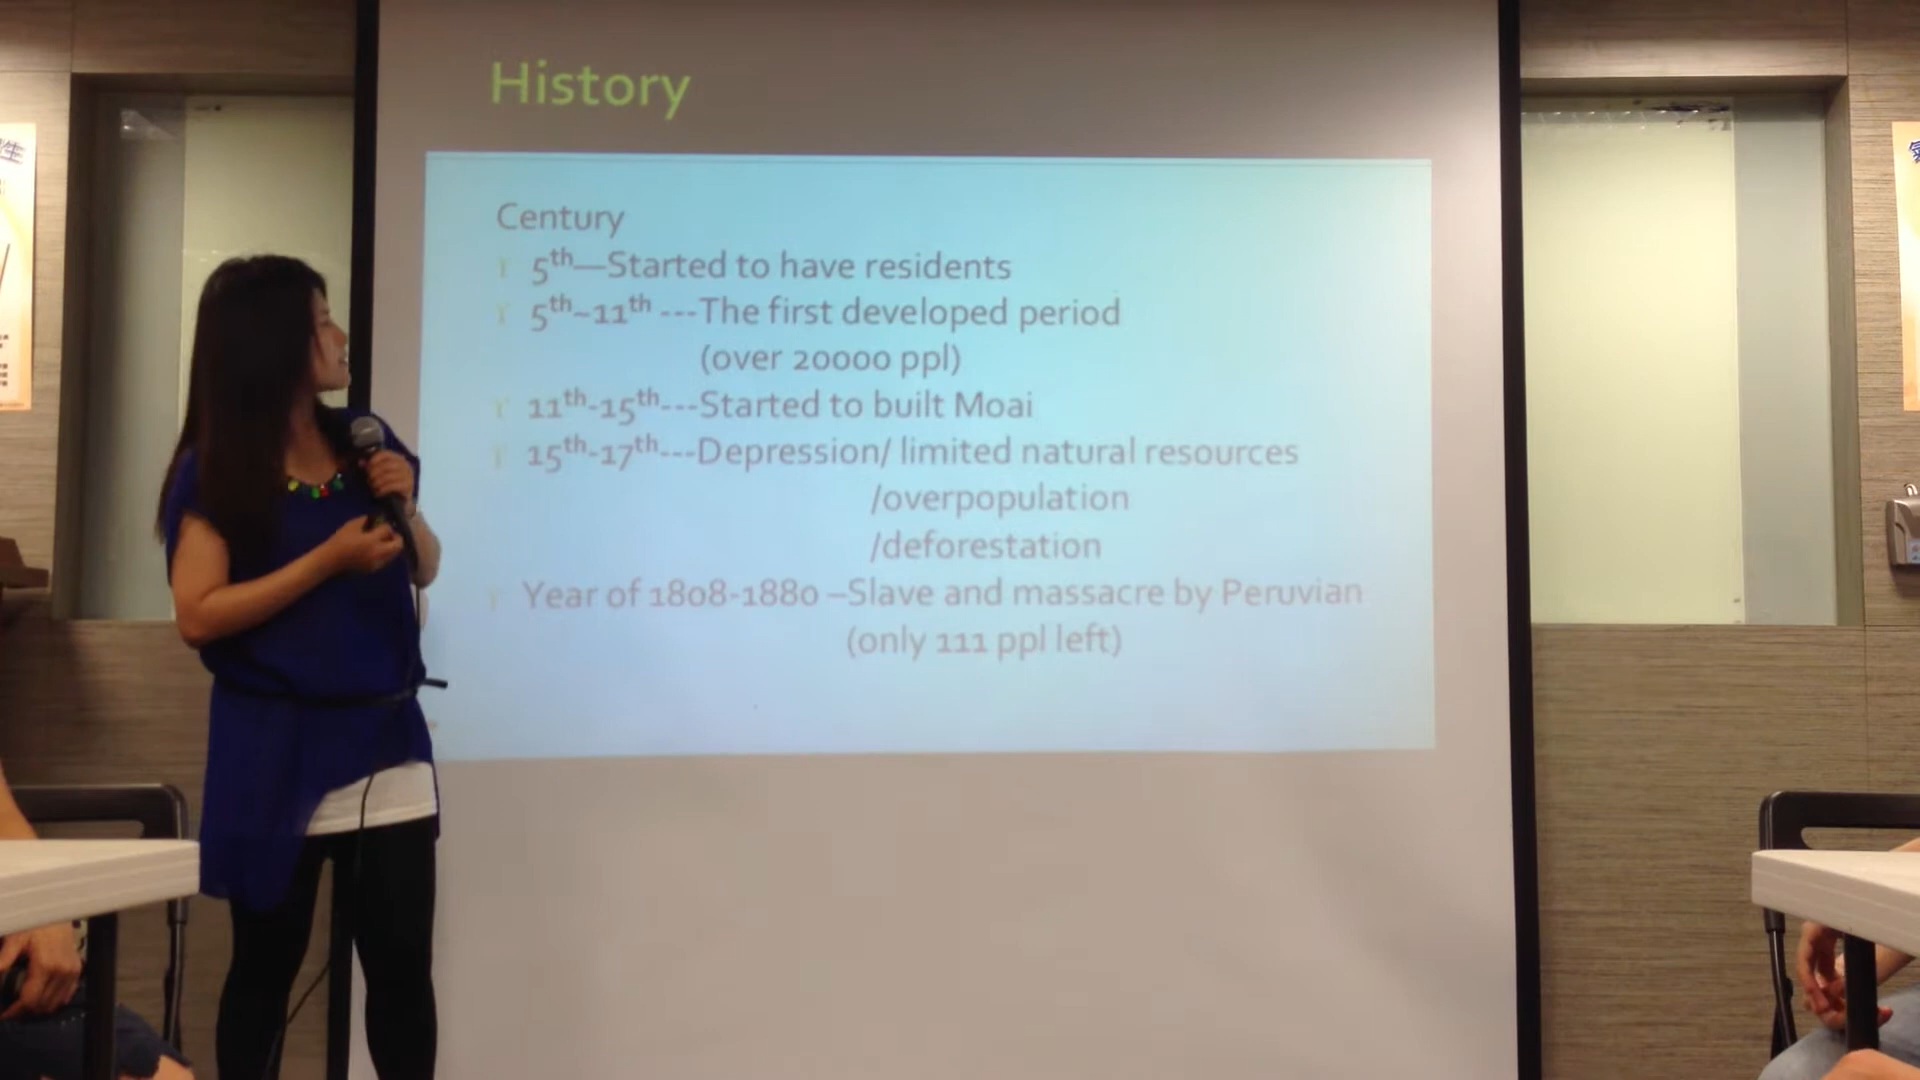 History
Century
5th—Started to have residents
5th~11th ---The first developed period
(over 20000 ppl)
11th-15th---Started to built Moai
15th-17th---Depression/ limited natural resources
/overpopulation
/deforestation
Year of 1808-1880 –Slave and massacre by Peruvian
(only 111 ppl left)